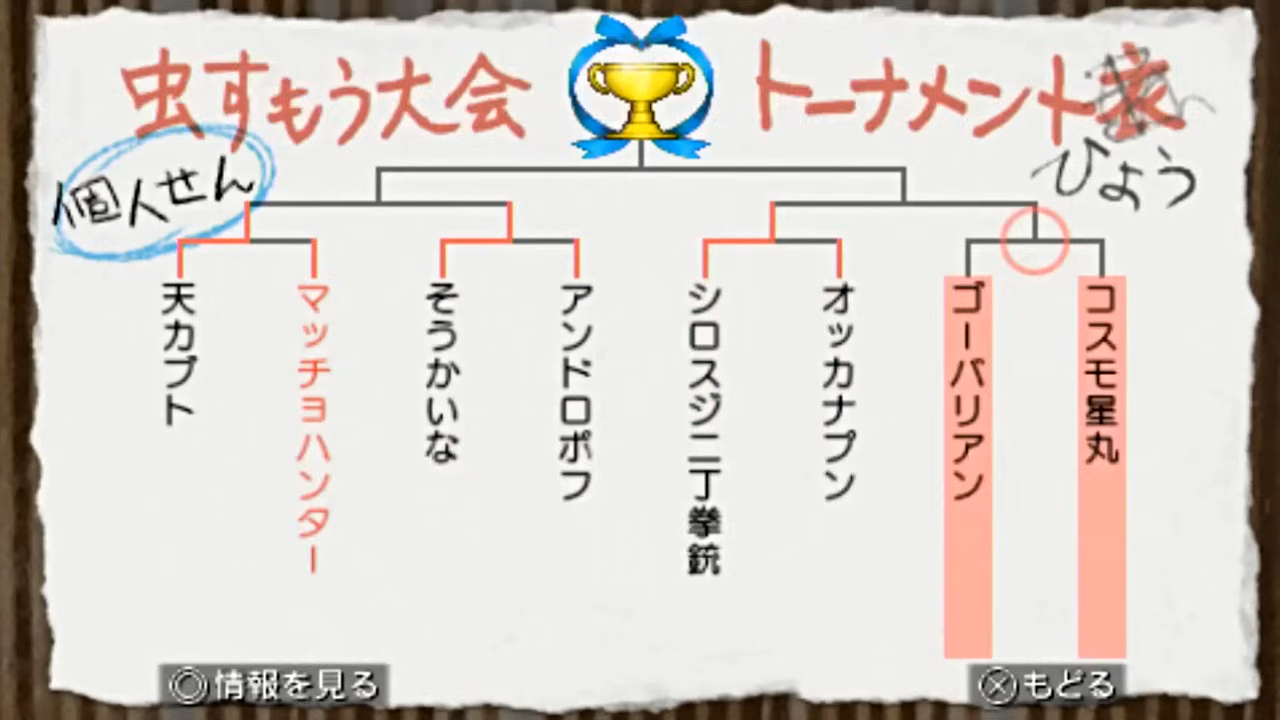 虫すもう大会 トーナメント
ひょう
個人せん
天カブト
マッチョハンター
そうかいな
アンドロポフ
シロスジ二丁拳銃
オッカナプン
ゴーバリアン
コスモ星丸
◎情報を見る
ⓧもどる